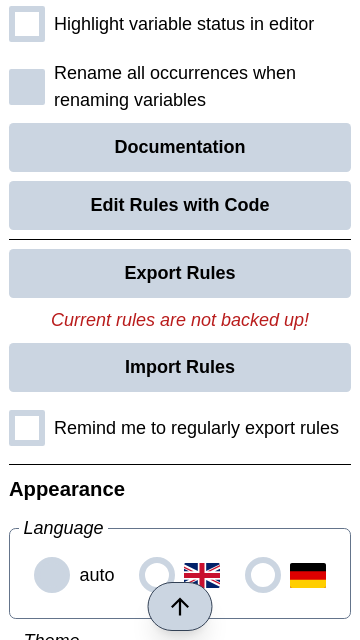 Highlight variable status in editor
Rename all occurrences when
renaming variables
Documentation
Edit Rules with Code
Export Rules
Current rules are not backed up!
Import Rules
Remind me to regularly export rules
Appearance
Language
auto
Theme